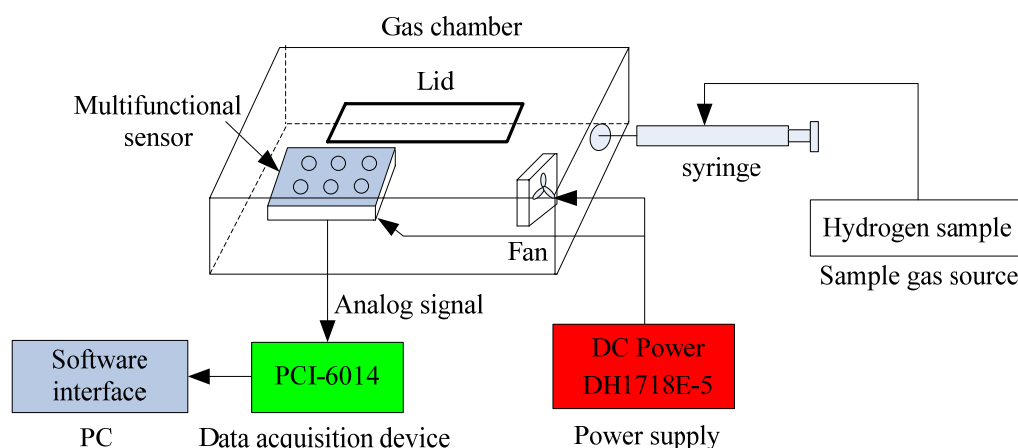 Gas chamber
Lid
Multifunctional
sensor
syringe
Hydrogen sample
Fan
Sample gas source
Analog signal
Software
interface
PCI-6014
DC Power
DH1718E-5
PC
Data acquisition device
Power supply